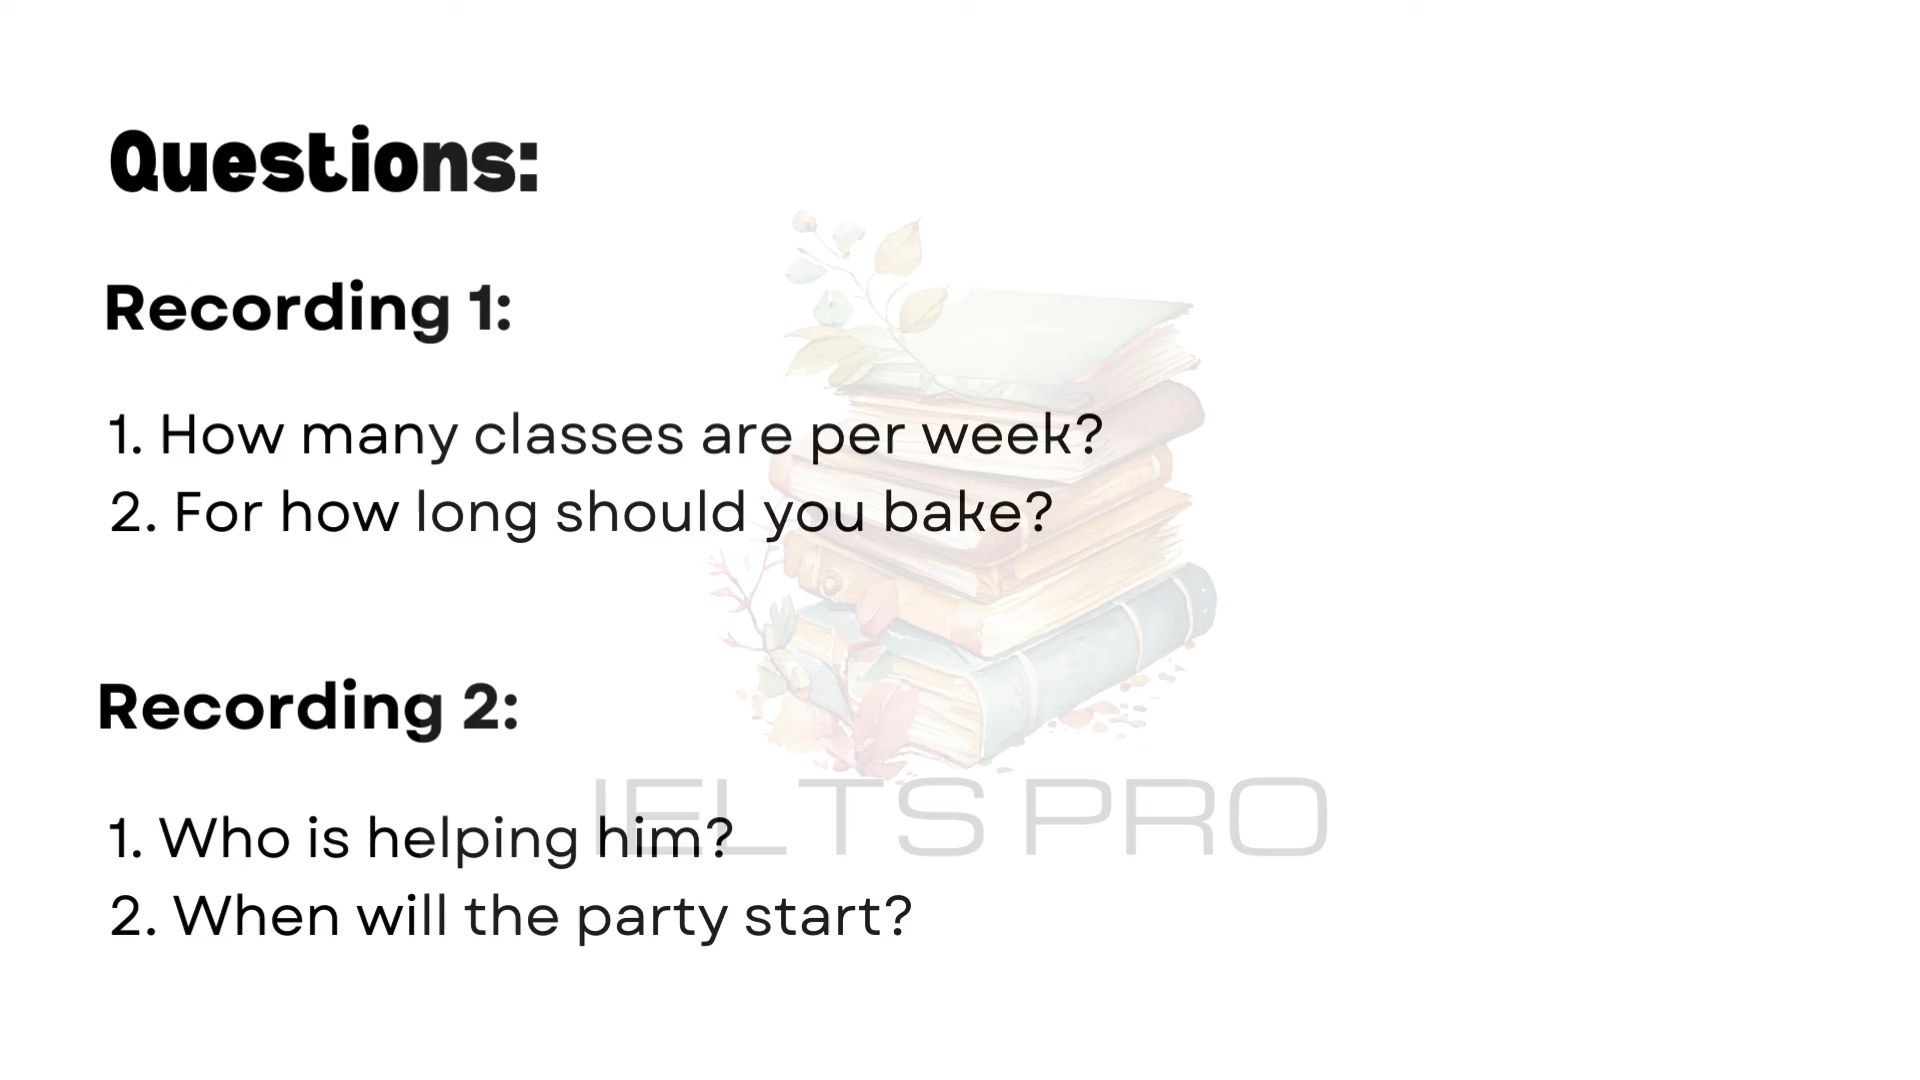 Questions:
Recording 1:
1. How many classes are per week?
2. For how long should you bake?
Recording 2:
1. Who is helping him?
2. When will the party start?
IELTS PRO